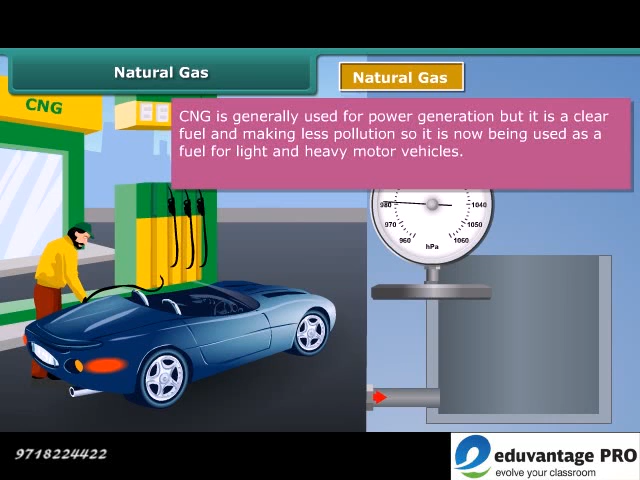 Natural Gas
Natural Gas
CNG
CNG is generally used for power generation but it is a clear
fuel and making less pollution so it is now being used as a
fuel for light and heavy motor vehicles.
980
1040
970
1050
960
1060
hPa
9718224422
eduvantage PRO
evolve your classroom